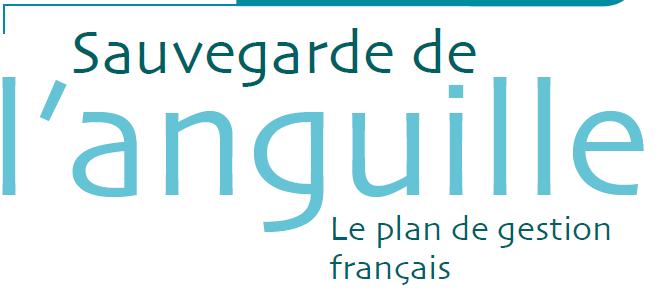 Sauvegarde de
l'anguille
Le plan de gestion
français